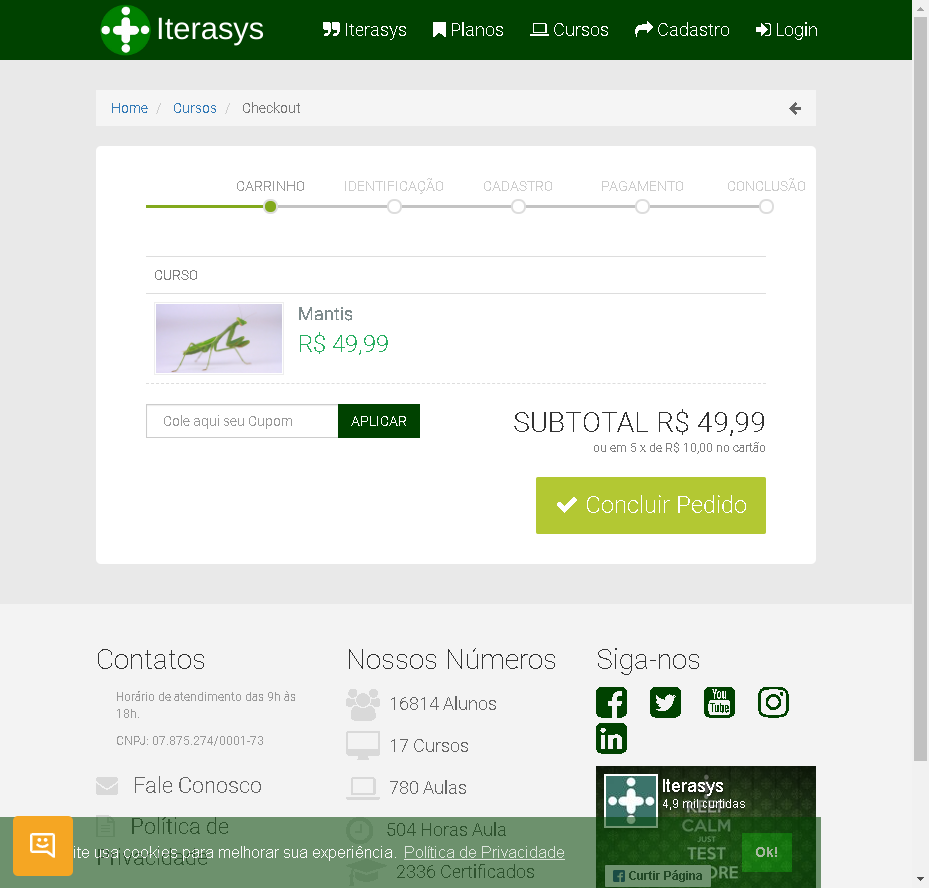 Iterasys
Iterasys Planos Cursos Cadastro Login
Home / Cursos / Checkout
CARRINHO IDENTIFICAÇÃO CADASTRO PAGAMENTO CONCLUSÃO
CURSO
Mantis
R$ 49,99
Cole aqui seu Cupom APLICAR
SUBTOTAL R$ 49,99
ou em 5 x de R$ 10,00 no cartão
Concluir Pedido
Contatos
Horário de atendimento das 9h às
18h.
CNPJ: 07.875.274/0001-73
Fale Conosco
Política de
Privacidade
Nossos Números
16814 Alunos
17 Cursos
780 Aulas
504 Horas Aula
2336 Certificados
Siga-nos
You
Tube
Iterasys
4,9 mil curtidas
KEEP
CALM
JUST
TEST
Curtir Página
ite usa cookies para melhorar sua experiência. Política de Privacidade
Ok!